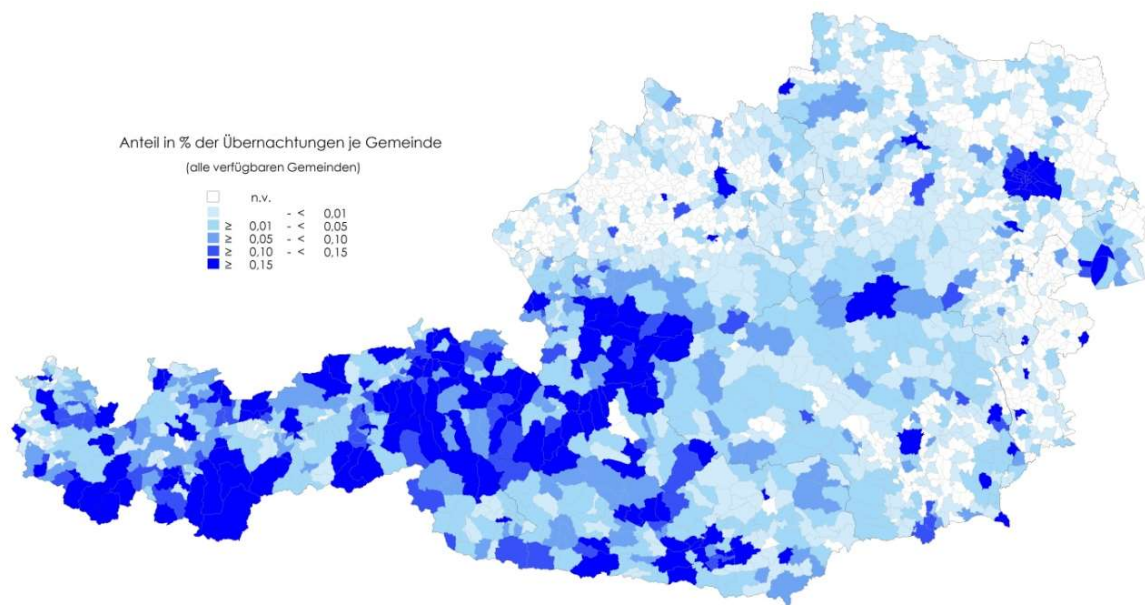 Anteil in % der Übernachtungen je Gemeinde
(alle verfügbaren Gemeinden)
n.v.
- < 0,01
≥ 0,01 - < 0,05
≥ 0,05 - < 0,10
≥ 0,10 - < 0,15
≥ 0,15